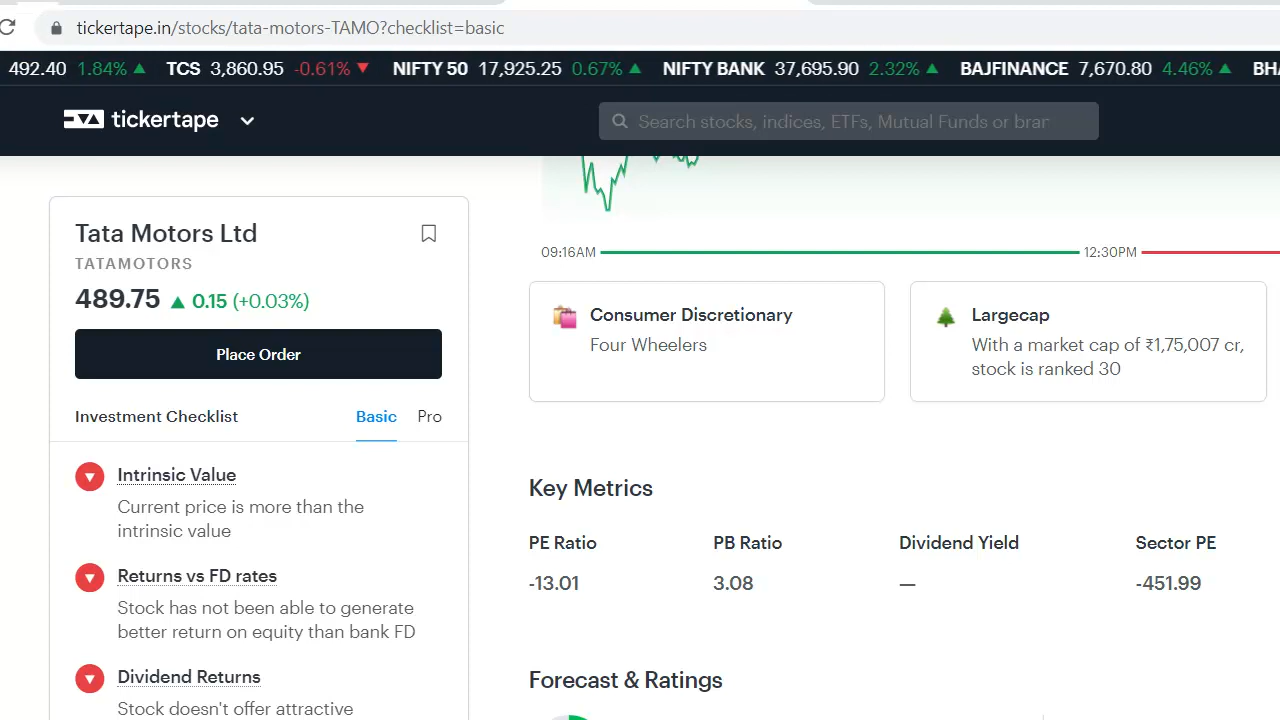 tickertape.in/stocks/tata-motors-TAMO?checklist=basic
492.40 1.84% ▲ TCS 3,860.95 -0.61% ▼ NIFTY 50 17,925.25 0.67% ▲ NIFTY BANK 37,695.90 2.32% ▲ BAJFINANCE 7,670.80 4.46% ▲ BH
tickertape
Search stocks, indices, ETFs, Mutual Funds or bran
09:16AM 12:30PM
Tata Motors Ltd
TATAMOTORS
489.75 ▲ 0.15 (+0.03%)
Place Order
Investment Checklist Basic Pro
Intrinsic Value
Current price is more than the
intrinsic value
Returns vs FD rates
Stock has not been able to generate
better return on equity than bank FD
Dividend Returns
Stock doesn't offer attractive
Consumer Discretionary
Four Wheelers
Largecap
With a market cap of ₹1,75,007 cr,
stock is ranked 30
Key Metrics
PE Ratio PB Ratio Dividend Yield Sector PE
-13.01 3.08 — -451.99
Forecast & Ratings